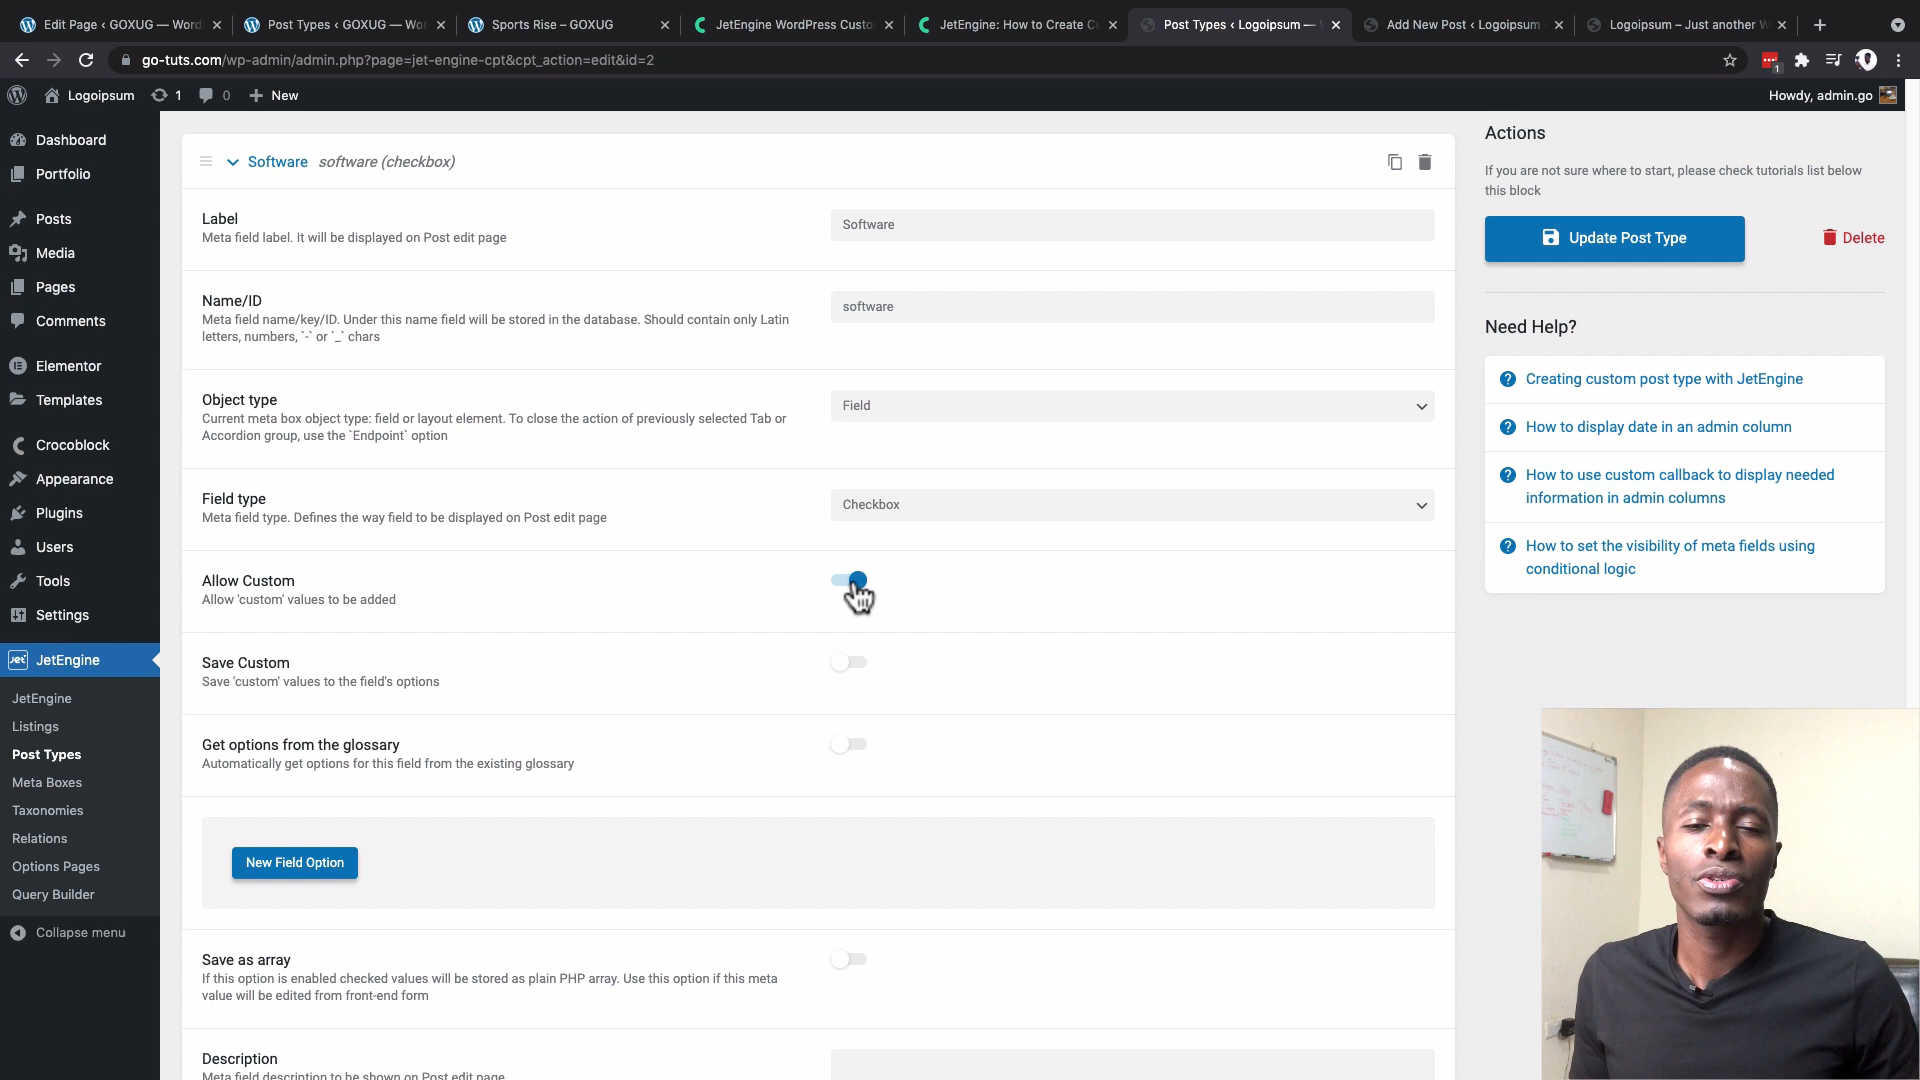 Edit Page ‹ GOXUG — Word
Post Types ‹ GOXUG — Wor
Sports Rise – GOXUG
JetEngine WordPress Custo
JetEngine: How to Create Cu
Post Types ‹ Logoipsum —
Add New Post ‹ Logoipsum
Logoipsum – Just another W
go-tuts.com/wp-admin/admin.php?page=jet-engine-cpt&cpt_action=edit&id=2
1
Logoipsum
1
0
New
Howdy, admin.go
Dashboard
Portfolio
Posts
Media
Pages
Comments
Elementor
Templates
Crocoblock
Appearance
Plugins
Users
Tools
Settings
Jet JetEngine
JetEngine
Listings
Post Types
Meta Boxes
Taxonomies
Relations
Options Pages
Query Builder
Collapse menu
Software software (checkbox)
Label
Meta field label. It will be displayed on Post edit page
Software
Name/ID
Meta field name/key/ID. Under this name field will be stored in the database. Should contain only Latin
letters, numbers, `-` or `_` chars
software
Object type
Current meta box object type: field or layout element. To close the action of previously selected Tab or
Accordion group, use the `Endpoint` option
Field
Field type
Meta field type. Defines the way field to be displayed on Post edit page
Checkbox
Allow Custom
Allow 'custom' values to be added
Save Custom
Save 'custom' values to the field's options
Get options from the glossary
Automatically get options for this field from the existing glossary
New Field Option
Save as array
If this option is enabled checked values will be stored as plain PHP array. Use this option if this meta
value will be edited from front-end form
Description
Meta field description to be shown on Post edit page
Actions
If you are not sure where to start, please check tutorials list below
this block
Update Post Type
Delete
Need Help?
Creating custom post type with JetEngine
How to display date in an admin column
How to use custom callback to display needed
information in admin columns
How to set the visibility of meta fields using
conditional logic